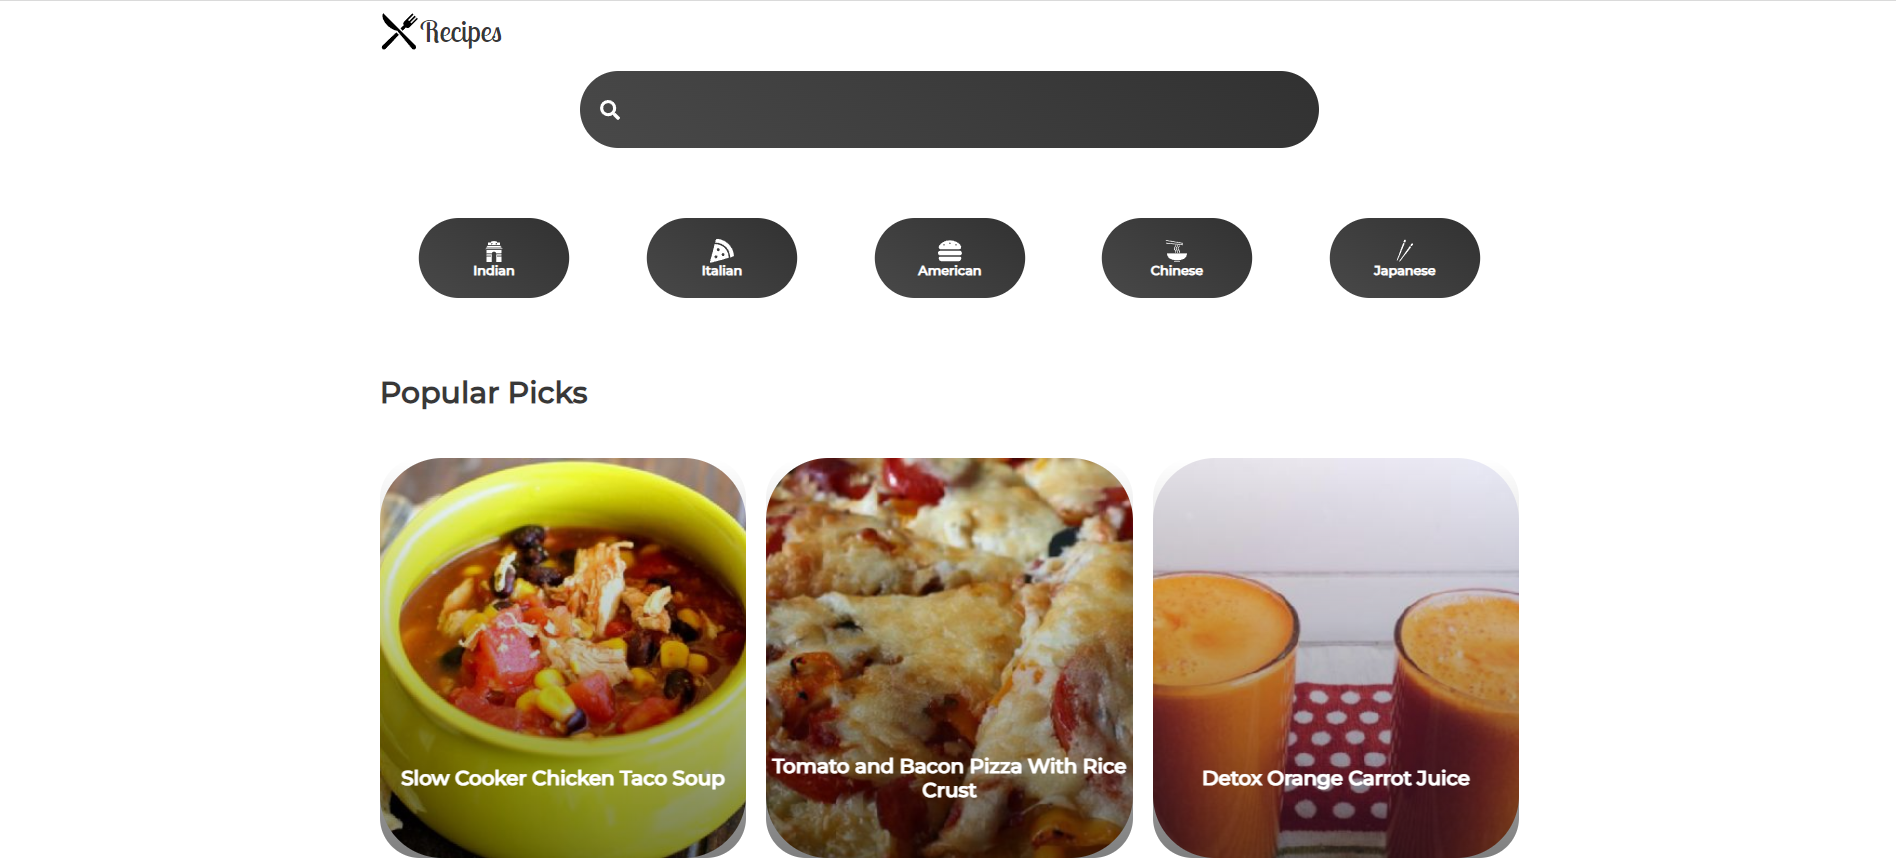 Recipes
Indian
Italian
American
Chinese
Japanese
Popular Picks
Slow Cooker Chicken Taco Soup
Tomato and Bacon Pizza With Rice
Crust
Detox Orange Carrot Juice